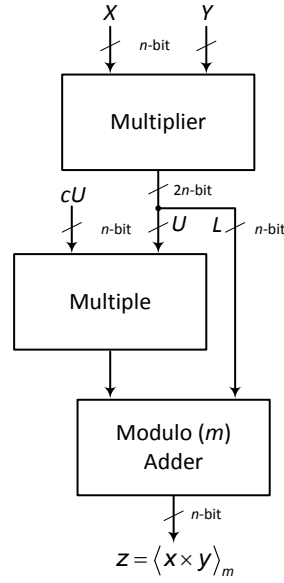 X Y
n-bit
Multiplier
2n-bit
cU
n-bit U L n-bit
Multiple
Modulo (m)
Adder
n-bit
z = ⟨x × y⟩ₘ